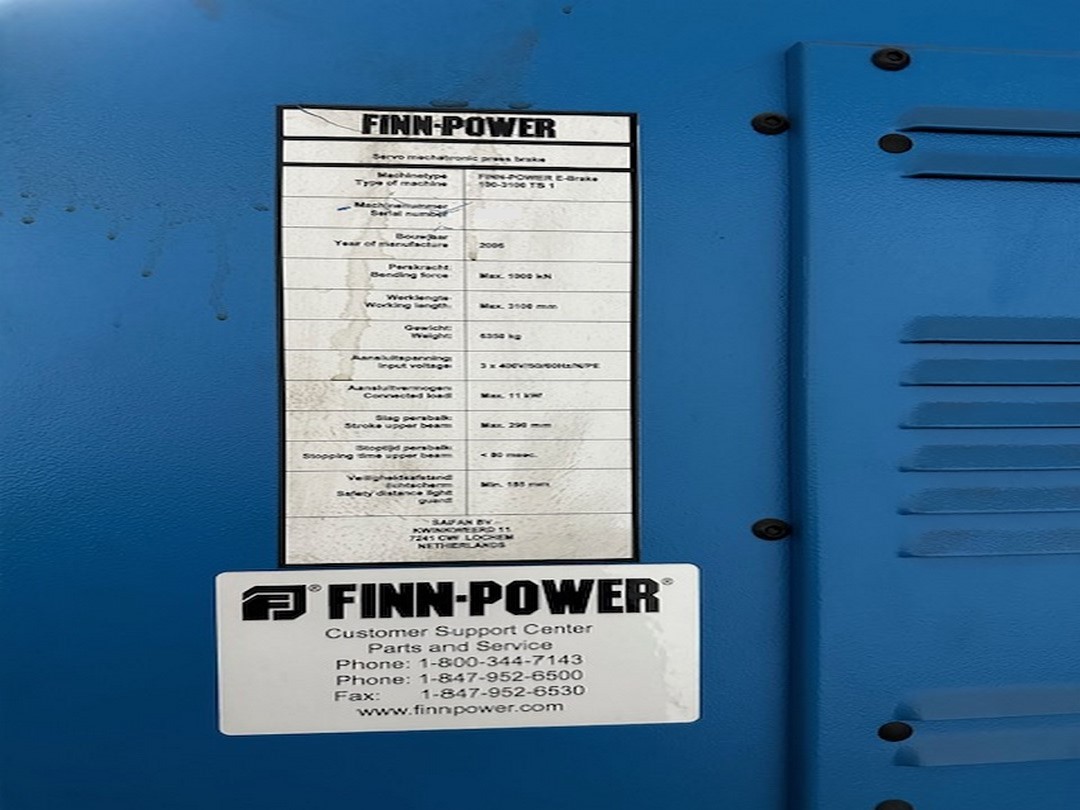 FINN-POWER
Servo mechatronic press brake
Machinetype
Type of machine
FINN-POWER E-Brake
100-3100 TS 1
Machinenummer
Serial number
Bouwjaar
Year of manufacture
Perskracht:
Bending force
Max. 1000 kN
Werklengte
Working length:
Max. 3100 mm
Gewicht:
Weight:
6350 kg
Aansluitspanning:
Input voltage:
3 x 400V/50/60Hz/N/PE
Aansluitvermogen:
Connected load:
Max. 11 kW
Slag persbalk:
Stroke upper beam
Max. 290 mm
Stoptijd persbalk:
Stopping time upper beam
< 80 msec.
Veiligheidsafstand
lichtscherm
Safety distance light
guard:
Min. 185 mm
SAFAN BV
KWINKWEERD 11
7241 CW LOCHEM
NETHERLANDS
FJ® FINN-POWER®
Customer Support Center
Parts and Service
Phone: 1-800-344-7143
Phone: 1-847-952-6500
Fax: 1-847-952-6530
www.finnpower.com